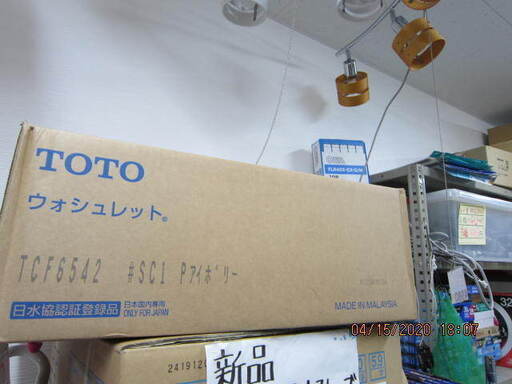 TOTO
ウォシュレット®
TCF6542 #SC1 Pアイボリー
日水協認証登録品
日本国内専用
ONLY FOR JAPAN
MADE IN MALAYSIA
新品
59
04/15/2020 18:07